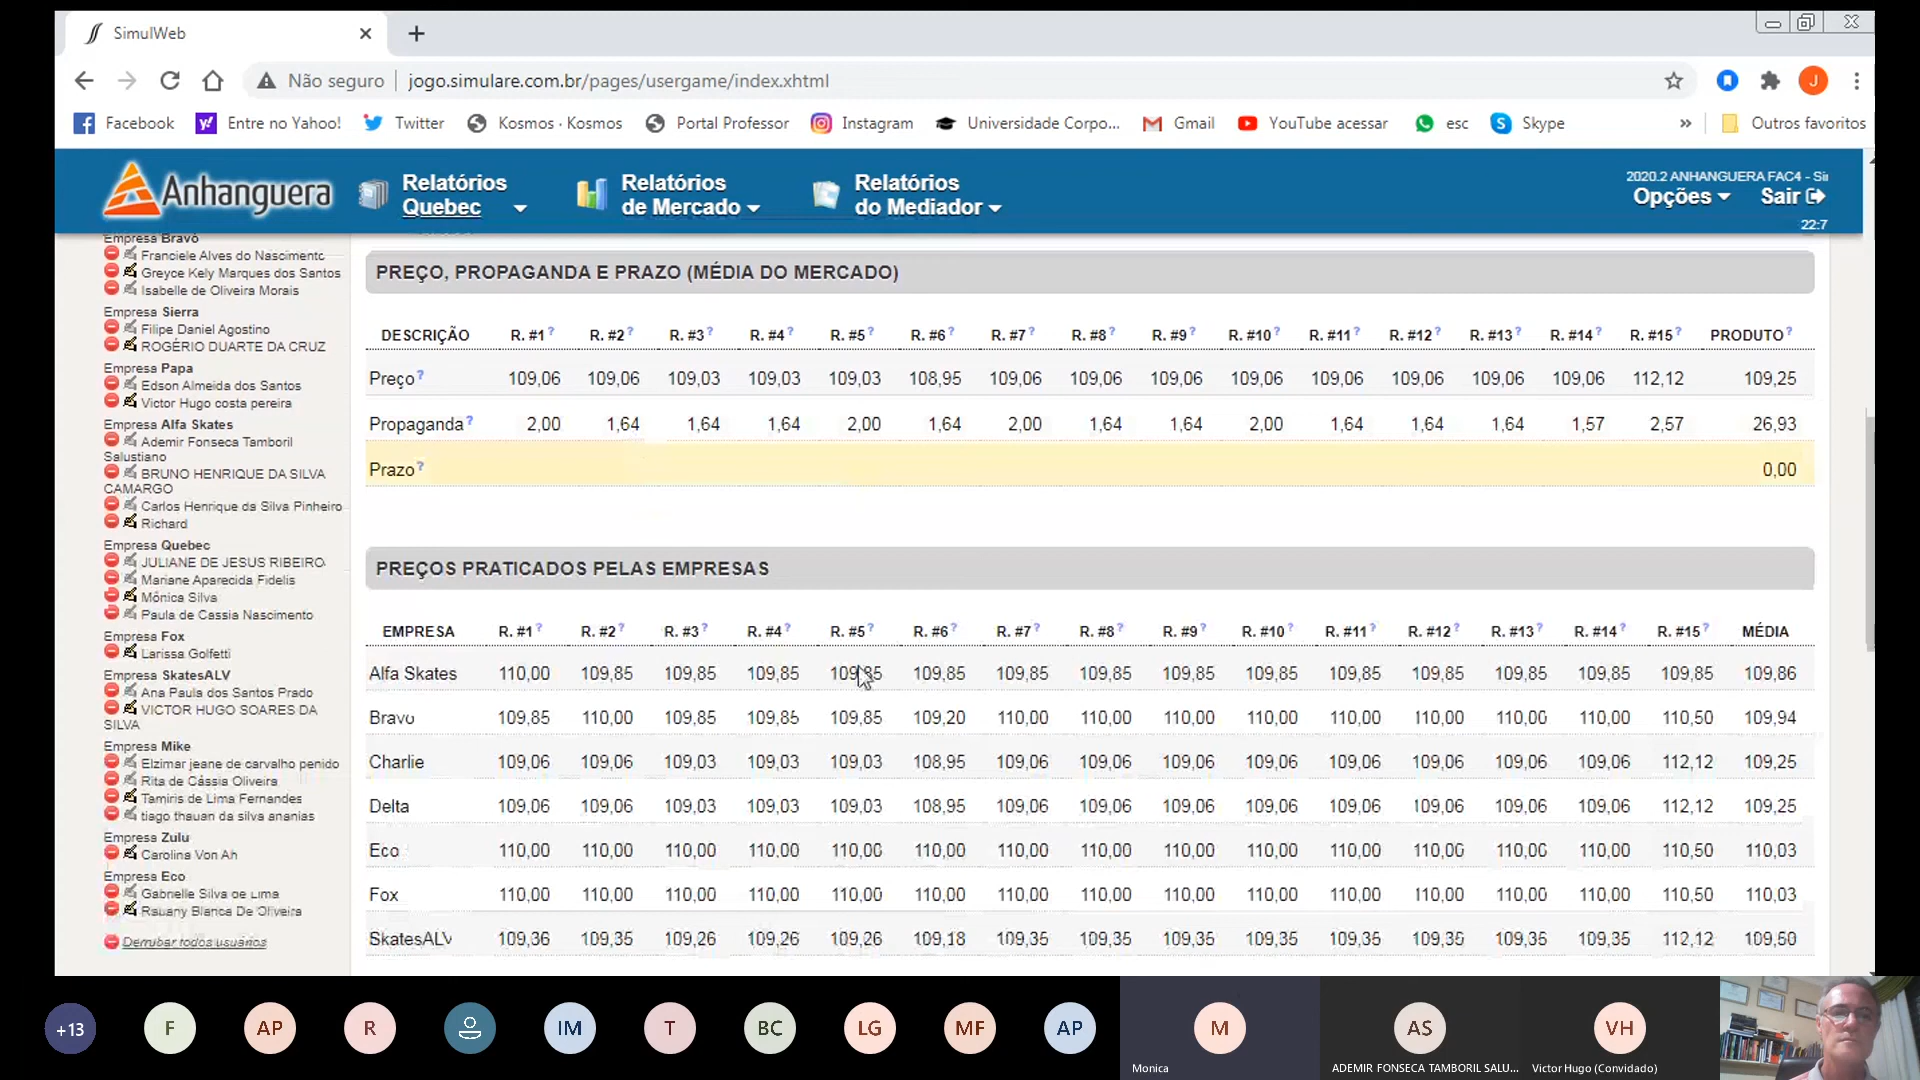 SimulWeb
Não seguro jogo.simulare.com.br/pages/usergame/index.xhtml
J
Facebook Entre no Yahoo! Twitter Kosmos · Kosmos Portal Professor Instagram Universidade Corpo... Gmail YouTube acessar esc Skype » Outros favoritos
Anhanguera
Relatórios Quebec
Relatórios de Mercado
Relatórios do Mediador
2020.2 ANHANGUERA FAC4 - Sir
Opções Sair
22:7
Empresa Bravo
Franciele Alves do Nascimento
Greyce Kely Marques dos Santos
Isabelle de Oliveira Morais
Empresa Sierra
Filipe Daniel Agostino
ROGÉRIO DUARTE DA CRUZ
Empresa Papa
Edson Almeida dos Santos
Victor Hugo costa pereira
Empresa Alfa Skates
Ademir Fonseca Tamboril
Salustiano
BRUNO HENRIQUE DA SILVA
CAMARGO
Carlos Henrique da Silva Pinheiro
Richard
Empresa Quebec
JULIANE DE JESUS RIBEIRO
Mariane Aparecida Fidelis
Mônica Silva
Paula de Cassia Nascimento
Empresa Fox
Larissa Golfetti
Empresa SkatesALV
Ana Paula dos Santos Prado
VICTOR HUGO SOARES DA
SILVA
Empresa Mike
Elzimar jeane de carvalho penido
Rita de Cássia Oliveira
Tamiris de Lima Fernandes
tiago thauan da silva ananias
Empresa Zulu
Carolina Von Ah
Empresa Eco
Gabrielle Silva de Lima
Rauany Bianca De Oliveira
Derrubar todos usuários
PREÇO, PROPAGANDA E PRAZO (MÉDIA DO MERCADO)
DESCRIÇÃO R. #1? R. #2? R. #3? R. #4? R. #5? R. #6? R. #7? R. #8? R. #9? R. #10? R. #11? R. #12? R. #13? R. #14? R. #15? PRODUTO?
Preço? 109,06 109,06 109,03 109,03 109,03 108,95 109,06 109,06 109,06 109,06 109,06 109,06 109,06 109,06 112,12 109,25
Propaganda? 2,00 1,64 1,64 1,64 2,00 1,64 2,00 1,64 1,64 2,00 1,64 1,64 1,64 1,57 2,57 26,93
Prazo? 0,00
PREÇOS PRATICADOS PELAS EMPRESAS
EMPRESA R. #1? R. #2? R. #3? R. #4? R. #5? R. #6? R. #7? R. #8? R. #9? R. #10? R. #11? R. #12? R. #13? R. #14? R. #15? MÉDIA
Alfa Skates 110,00 109,85 109,85 109,85 109,85 109,85 109,85 109,85 109,85 109,85 109,85 109,85 109,85 109,85 109,85 109,86
Bravo 109,85 110,00 109,85 109,85 109,85 109,20 110,00 110,00 110,00 110,00 110,00 110,00 110,00 110,00 110,50 109,94
Charlie 109,06 109,06 109,03 109,03 109,03 108,95 109,06 109,06 109,06 109,06 109,06 109,06 109,06 109,06 112,12 109,25
Delta 109,06 109,06 109,03 109,03 109,03 108,95 109,06 109,06 109,06 109,06 109,06 109,06 109,06 109,06 112,12 109,25
Eco 110,00 110,00 110,00 110,00 110,00 110,00 110,00 110,00 110,00 110,00 110,00 110,00 110,00 110,00 110,50 110,03
Fox 110,00 110,00 110,00 110,00 110,00 110,00 110,00 110,00 110,00 110,00 110,00 110,00 110,00 110,00 110,50 110,03
SkatesALV 109,36 109,35 109,26 109,26 109,26 109,18 109,35 109,35 109,35 109,35 109,35 109,35 109,35 109,35 112,12 109,50
+13 F AP R IM T BC LG MF AP M AS VH
Monica ADEMIR FONSECA TAMBORIL SALU... Victor Hugo (Convidado)